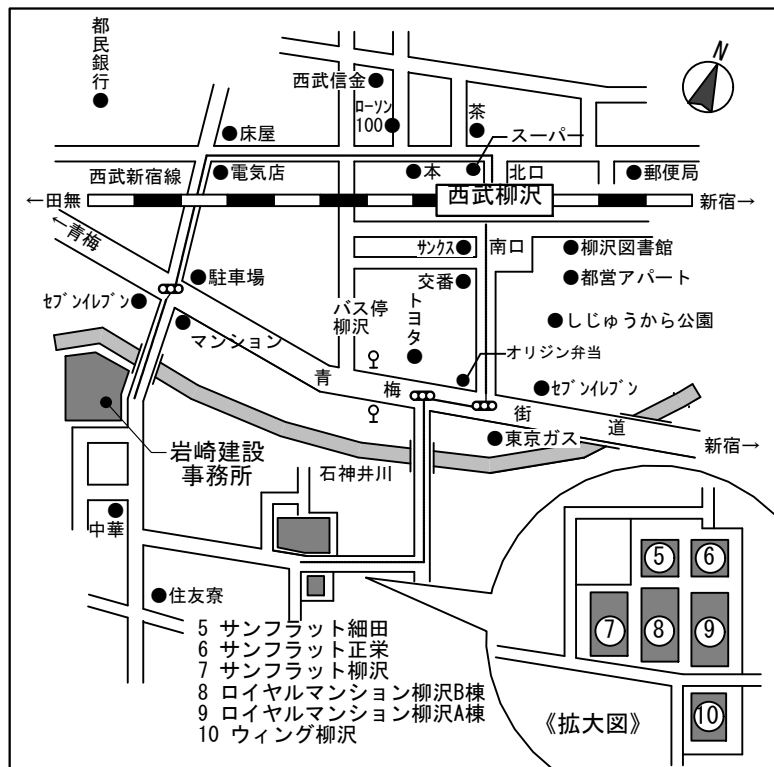 都民銀行
西武信金
ローソン
100
茶
N
床屋
スーパー
西武新宿線
電気店
本
北口
郵便局
←田無
西武柳沢
新宿→
←青梅
サンクス
南口
柳沢図書館
駐車場
交番
都営アパート
セブンイレブン
バス停
柳沢
トヨタ
しじゅうから公園
マンション
オリジン弁当
青梅街道
セブンイレブン
東京ガス
新宿→
岩崎建設
事務所
石神井川
中華
住友寮
5 サンフラット細田
6 サンフラット正栄
7 サンフラット柳沢
8 ロイヤルマンション柳沢B棟
9 ロイヤルマンション柳沢A棟
10 ウィング柳沢
5
6
7
8
9
10
《拡大図》